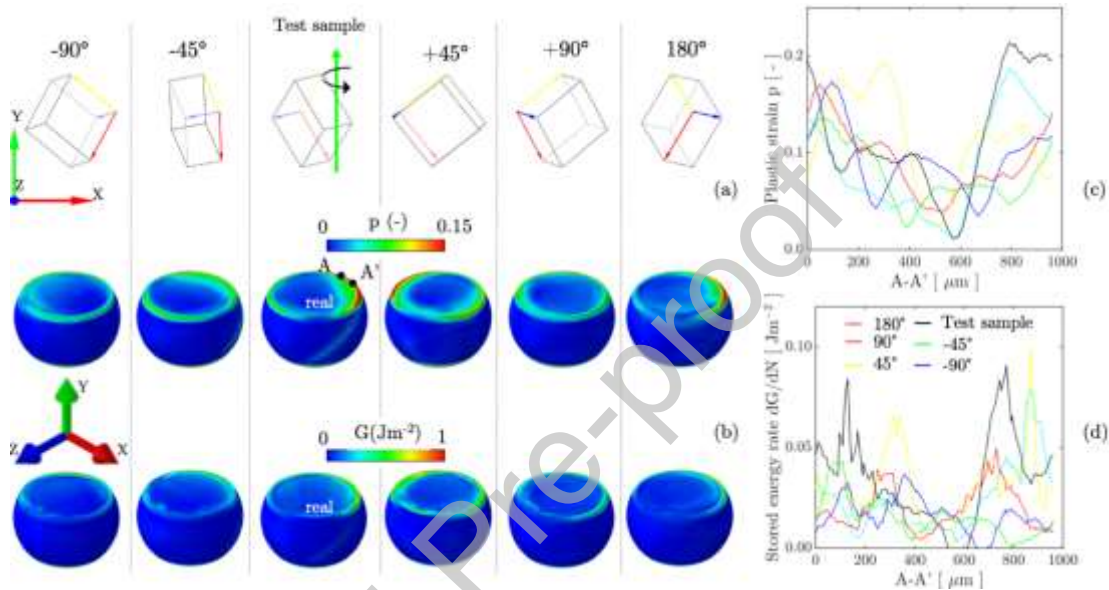 Test sample
-90°
-45°
+45°
+90°
180°
Y
Z
X
(a)
0
p (-)
0.15
A
A'
real
Y
Z
X
(b)
0
G(Jm⁻²)
1
real
Pre-proof
Plastic strain p [ - ]
0.2
0.1
0.0
0
200
400
600
800
1000
A-A' [ μm ]
(c)
Stored energy rate dG/dN [ Jm⁻² ]
0.10
0.05
0.00
180°
90°
45°
Test sample
-45°
-90°
0
200
400
600
800
1000
A-A' [ μm ]
(d)